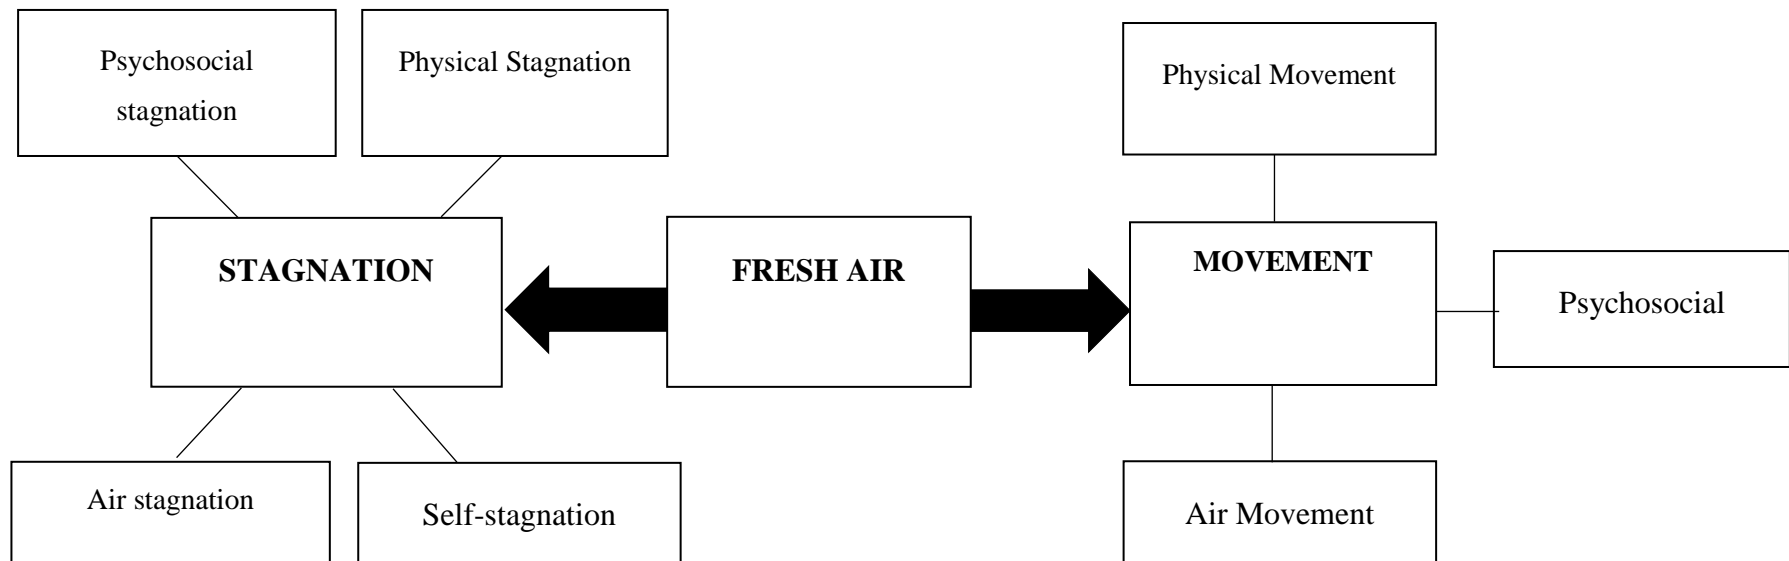 Psychosocial
stagnation
Physical Stagnation
Physical Movement
STAGNATION
FRESH AIR
MOVEMENT
Psychosocial
Air stagnation
Self-stagnation
Air Movement